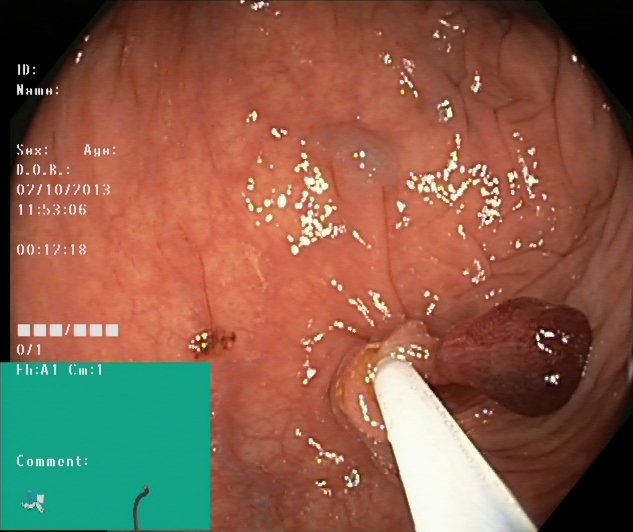 ID:
Name:
Sex: Age:
D.O.B.:
02/10/2013
11:53:06
00:12:18
■■■/■■■
0/1
Eh:A1 Cm:1
Comment: